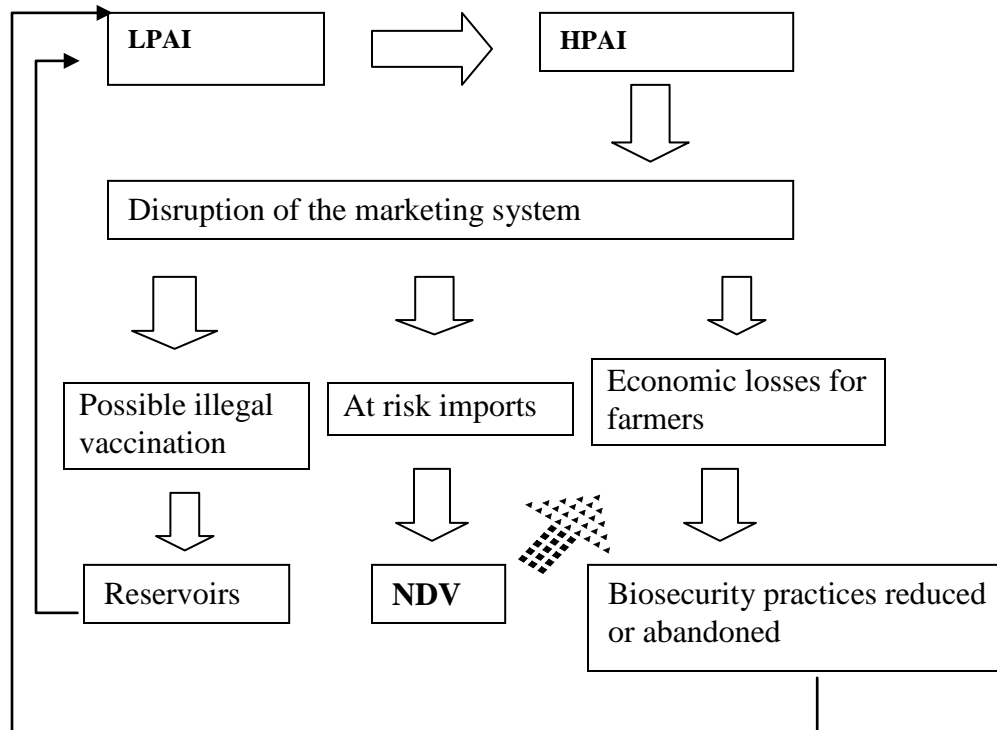 LPAI
HPAI
Disruption of the marketing system
Possible illegal
vaccination
At risk imports
Economic losses for
farmers
Reservoirs
NDV
Biosecurity practices reduced
or abandoned